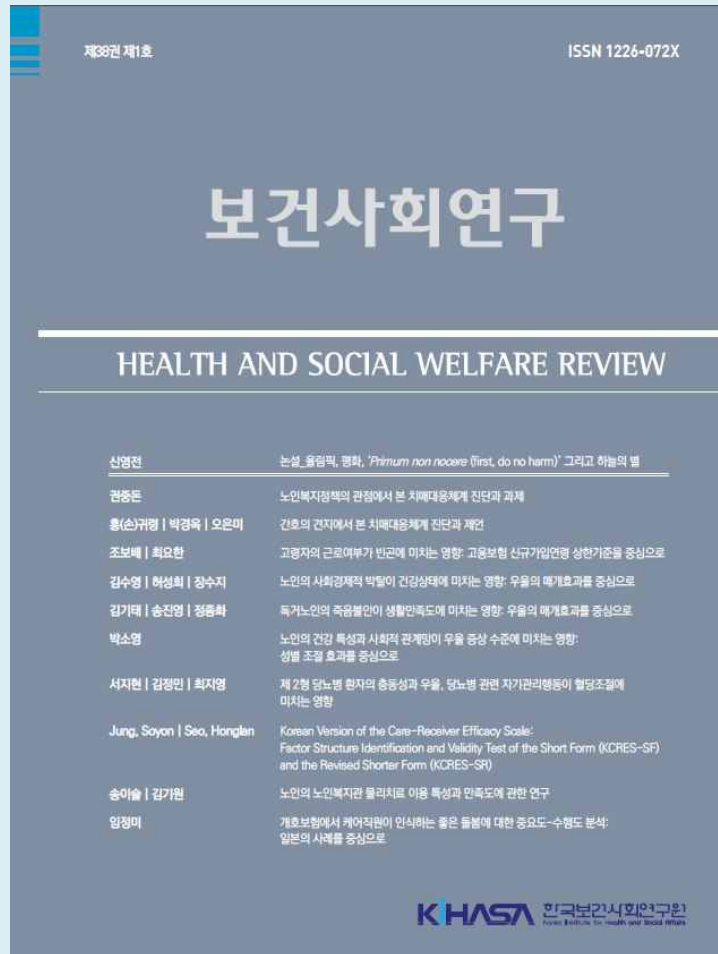 제38권 제1호
ISSN 1226-072X
보건사회연구
HEALTH AND SOCIAL WELFARE REVIEW
신영전 논설_올림픽, 평화, ‘Primum non nocere (first, do no harm)’ 그리고 하늘의 별
권중돈 노인복지정책의 관점에서 본 치매대응체계 진단과 과제
홍(손)귀령 | 박경옥 | 오은미 간호의 견지에서 본 치매대응체계 진단과 제언
조보배 | 최요한 고령자의 근로여부가 빈곤에 미치는 영향: 고용보험 신규가입연령 상한기준을 중심으로
김수영 | 허성희 | 장수지 노인의 사회경제적 박탈이 건강상태에 미치는 영향: 우울의 매개효과를 중심으로
김기태 | 송진영 | 정종화 독거노인의 죽음불안이 생활만족도에 미치는 영향: 우울의 매개효과를 중심으로
박소영 노인의 건강 특성과 사회적 관계망이 우울 증상 수준에 미치는 영향:
성별 조절 효과를 중심으로
서지현 | 김정민 | 최지영 제 2형 당뇨병 환자의 충동성과 우울, 당뇨병 관련 자기관리행동이 혈당조절에
미치는 영향
Jung, Soyon | Seo, Honglan Korean Version of the Care-Receiver Efficacy Scale:
Factor Structure Identification and Validity Test of the Short Form (KCRES-SF)
and the Revised Shorter Form (KCRES-SR)
송이슬 | 김기원 노인의 노인복지관 물리치료 이용 특성과 만족도에 관한 연구
임정미 개호보험에서 케어직원이 인식하는 좋은 돌봄에 대한 중요도-수행도 분석:
일본의 사례를 중심으로
KIHASA 한국보건사회연구원
Korea Institute for Health and Social Affairs